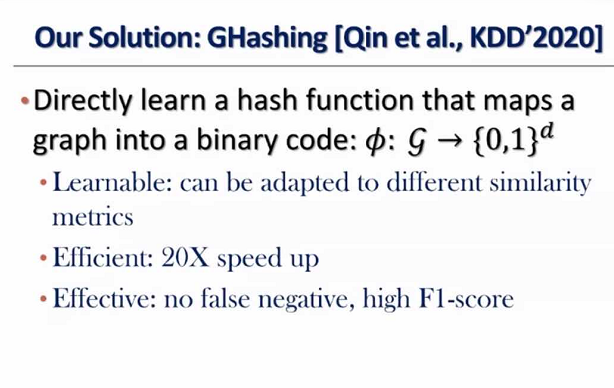 Our Solution: GHashing [Qin et al., KDD’2020]
•Directly learn a hash function that maps a
graph into a binary code: ϕ: 𝒢 → {0,1}ᵈ
• Learnable: can be adapted to different similarity
metrics
• Efficient: 20X speed up
• Effective: no false negative, high F1-score